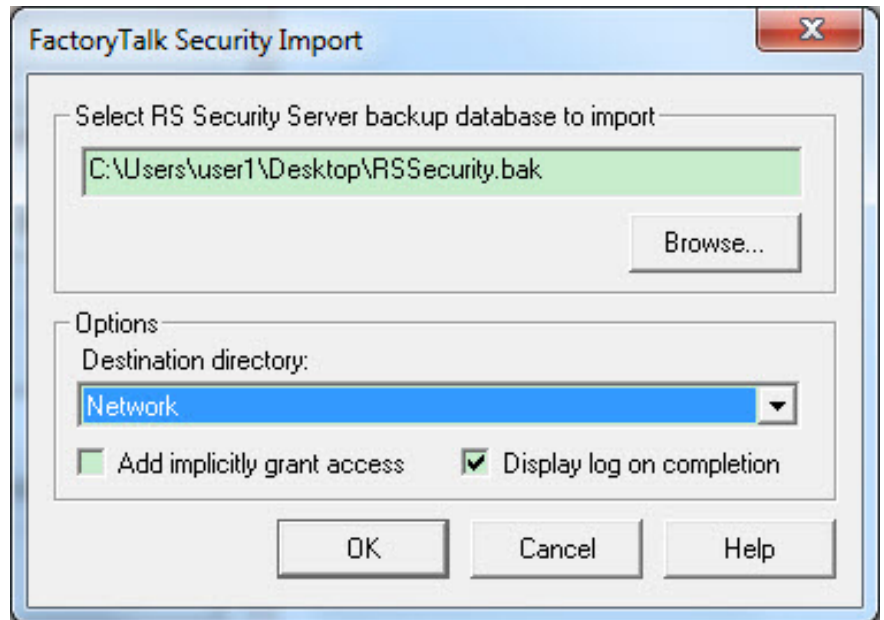 FactoryTalk Security Import
Select RS Security Server backup database to import
C:\Users\user1\Desktop\RSSecurity.bak
Browse...
Options
Destination directory:
Network
Add implicitly grant access
Display log on completion
OK
Cancel
Help